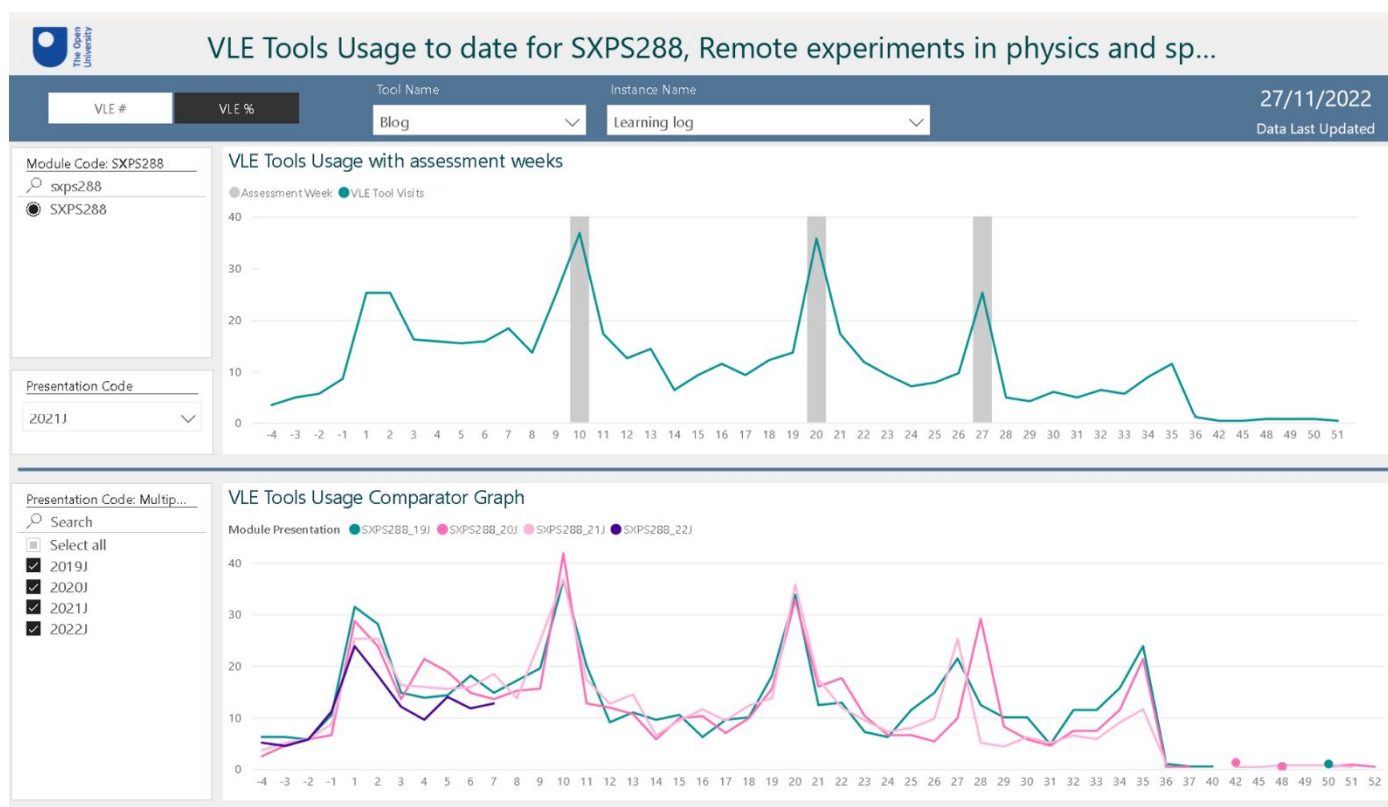 The Open
University
VLE Tools Usage to date for SXPS288, Remote experiments in physics and sp...
VLE #
VLE %
Tool Name
Blog
Instance Name
Learning log
27/11/2022
Data Last Updated
Module Code: SXPS288
sxps288
SXPS288
Presentation Code
2021J
VLE Tools Usage with assessment weeks
Assessment Week VLE Tool Visits
40
30
20
10
0
-4 -3 -2 -1 1 2 3 4 5 6 7 8 9 10 11 12 13 14 15 16 17 18 19 20 21 22 23 24 25 26 27 28 29 30 31 32 33 34 35 36 42 45 48 49 50 51
Presentation Code: Multip...
Search
Select all
2019J
2020J
2021J
2022J
VLE Tools Usage Comparator Graph
Module Presentation SXPS288_19J SXPS288_20J SXPS288_21J SXPS288_22J
40
30
20
10
0
-4 -3 -2 -1 1 2 3 4 5 6 7 8 9 10 11 12 13 14 15 16 17 18 19 20 21 22 23 24 25 26 27 28 29 30 31 32 33 34 35 36 37 40 42 45 48 49 50 51 52